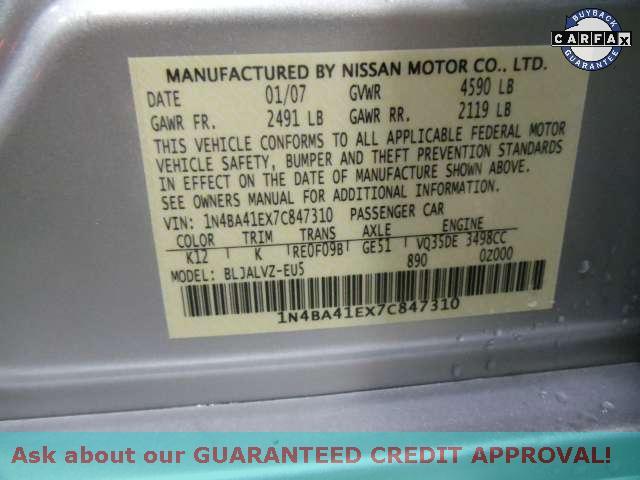 BUYBACK
CARFAX
GUARANTEE
MANUFACTURED BY NISSAN MOTOR CO., LTD.
DATE 01/07 GVWR 4590 LB
GAWR FR. 2491 LB GAWR RR. 2119 LB
THIS VEHICLE CONFORMS TO ALL APPLICABLE FEDERAL MOTOR
VEHICLE SAFETY, BUMPER AND THEFT PREVENTION STANDARDS
IN EFFECT ON THE DATE OF MANUFACTURE SHOWN ABOVE.
SEE OWNERS MANUAL FOR ADDITIONAL INFORMATION.
VIN: 1N4BA41EX7C847310 PASSENGER CAR
COLOR TRIM TRANS AXLE ENGINE
K12 K RE0F09B GE51 VQ35DE 3498CC
MODEL: BLJALVZ-EU5 890 0Z000
1N4BA41EX7C847310
Ask about our GUARANTEED CREDIT APPROVAL!